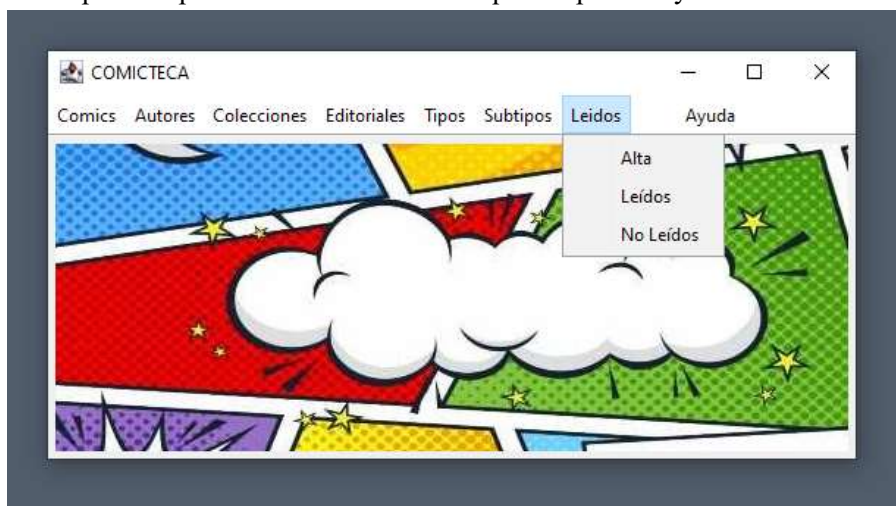 COMICTECA
Comics Autores Colecciones Editoriales Tipos Subtipos Leidos Ayuda
Alta
Leídos
No Leídos